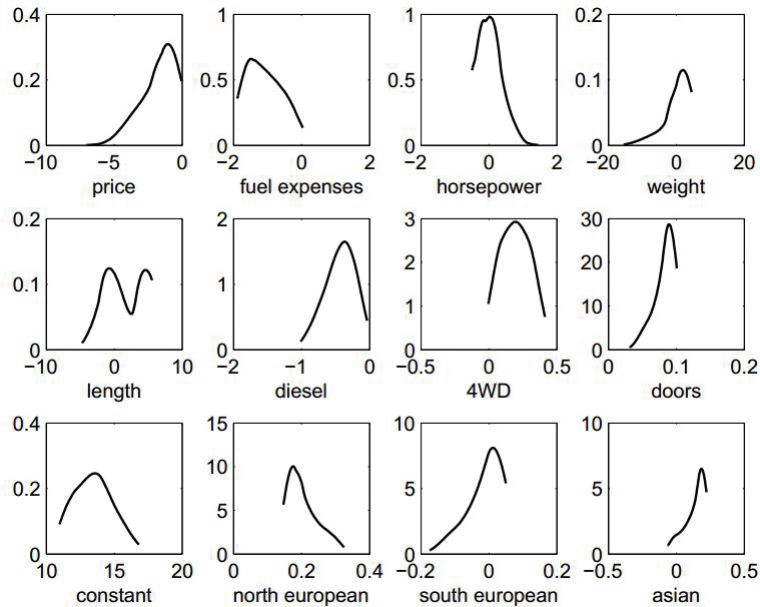 0.4 1 1 0.2
0.2 0.5 0.5 0.1
0 0 0 0
−10 −5 0 −2 0 2 −2 0 2 −20 0 20
price fuel expenses horsepower weight
0.2 2 3 30
0.1 1 2 20
1 10
0 0 0 0
−10 0 10 −2 −1 0 −0.5 0 0.5 0 0.1 0.2
length diesel 4WD doors
0.4 15 10 10
0.2 10 5 5
5
0 0 0 0
10 15 20 0 0.2 0.4 −0.2 0 0.2 −0.5 0 0.5
constant north european south european asian